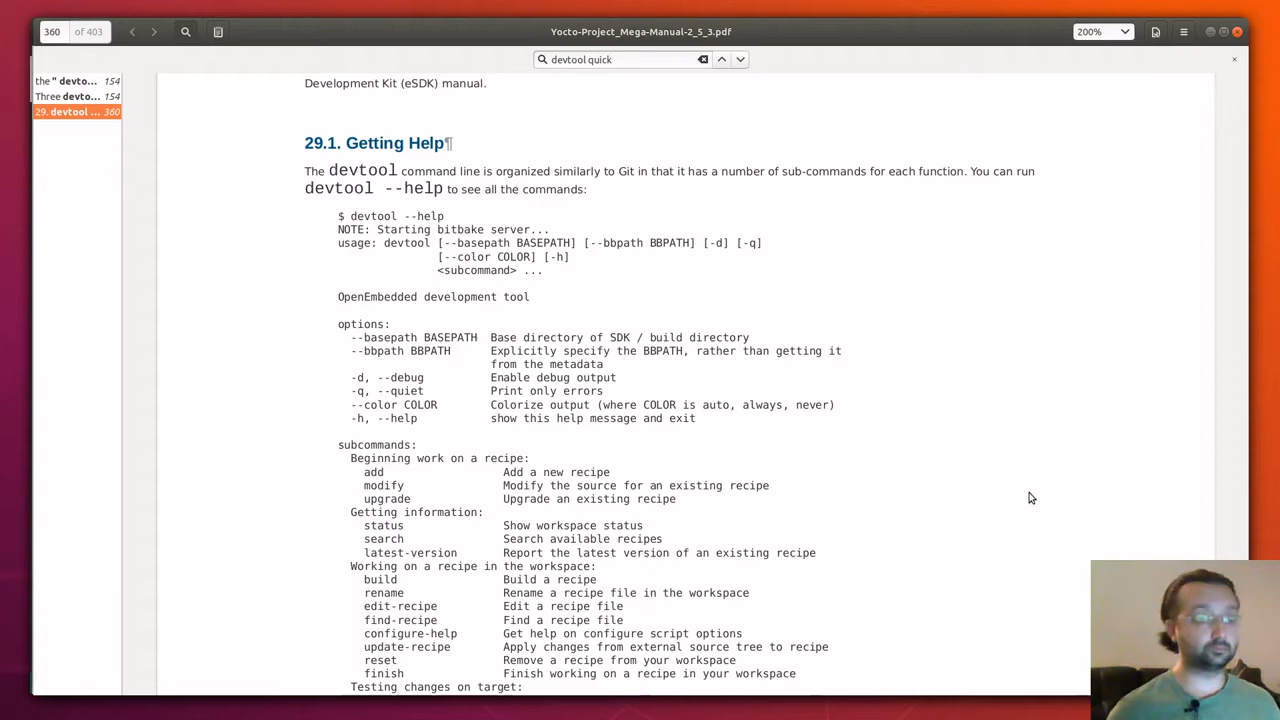 360 of 403
Yocto-Project_Mega-Manual-2_5_3.pdf
200%
devtool quick
the " devto... 154
Three devto... 154
29. devtool ... 360
Development Kit (eSDK) manual.
29.1. Getting Help¶
The devtool command line is organized similarly to Git in that it has a number of sub-commands for each function. You can run
devtool --help to see all the commands:
$ devtool --help
NOTE: Starting bitbake server...
usage: devtool [--basepath BASEPATH] [--bbpath BBPATH] [-d] [-q]
[--color COLOR] [-h]
<subcommand> ...
OpenEmbedded development tool
options:
--basepath BASEPATH  Base directory of SDK / build directory
--bbpath BBPATH      Explicitly specify the BBPATH, rather than getting it
from the metadata
-d, --debug          Enable debug output
-q, --quiet          Print only errors
--color COLOR        Colorize output (where COLOR is auto, always, never)
-h, --help           show this help message and exit
subcommands:
Beginning work on a recipe:
add                  Add a new recipe
modify               Modify the source for an existing recipe
upgrade              Upgrade an existing recipe
Getting information:
status               Show workspace status
search               Search available recipes
latest-version       Report the latest version of an existing recipe
Working on a recipe in the workspace:
build                Build a recipe
rename               Rename a recipe file in the workspace
edit-recipe          Edit a recipe file
find-recipe          Find a recipe file
configure-help       Get help on configure script options
update-recipe        Apply changes from external source tree to recipe
reset                Remove a recipe from your workspace
finish               Finish working on a recipe in your workspace
Testing changes on target: